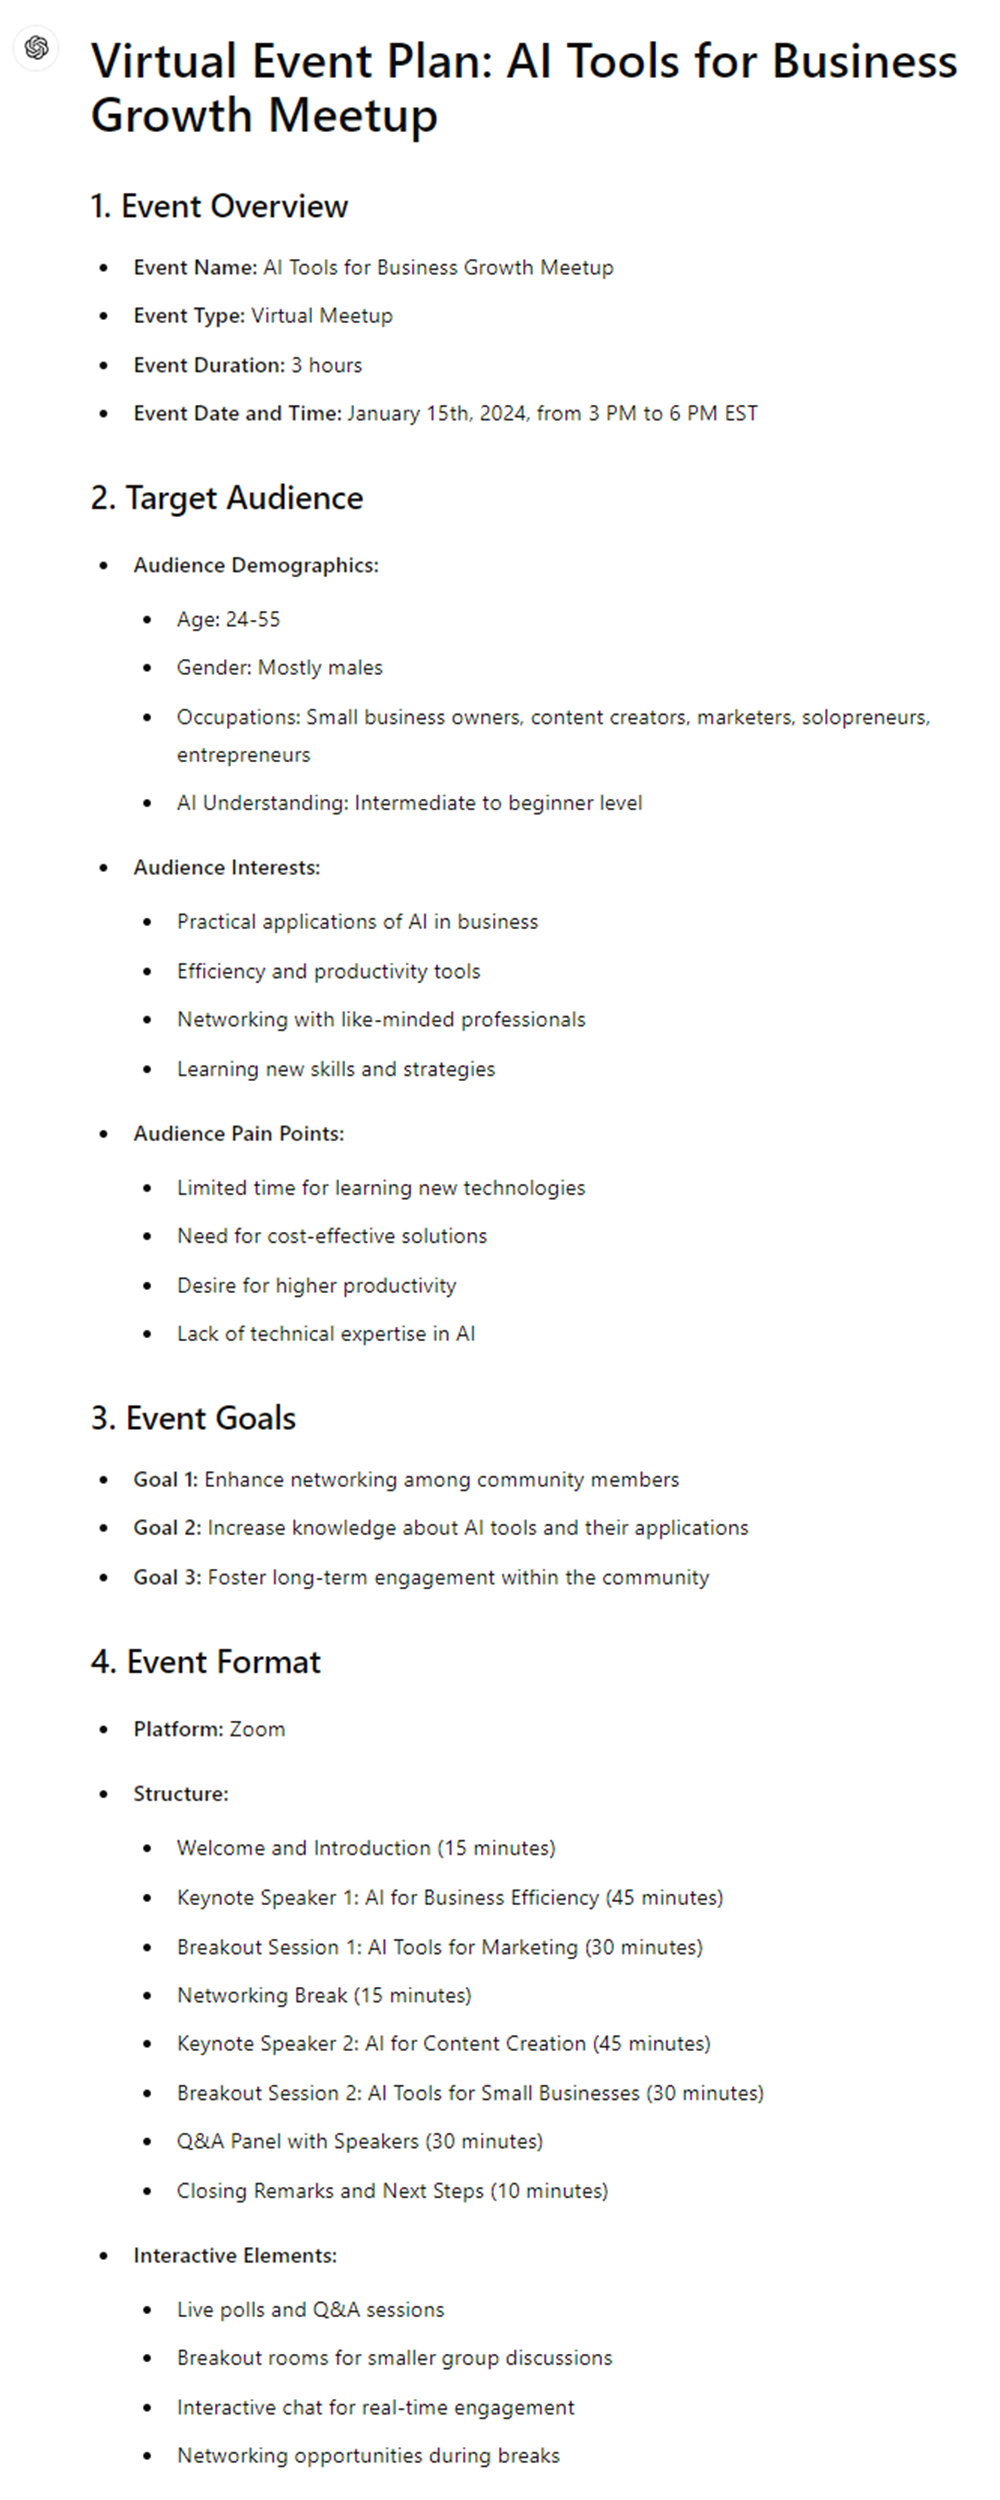 Virtual Event Plan: AI Tools for Business
Growth Meetup
1. Event Overview
• Event Name: AI Tools for Business Growth Meetup
• Event Type: Virtual Meetup
• Event Duration: 3 hours
• Event Date and Time: January 15th, 2024, from 3 PM to 6 PM EST
2. Target Audience
• Audience Demographics:
• Age: 24-55
• Gender: Mostly males
• Occupations: Small business owners, content creators, marketers, solopreneurs,
entrepreneurs
• AI Understanding: Intermediate to beginner level
• Audience Interests:
• Practical applications of AI in business
• Efficiency and productivity tools
• Networking with like-minded professionals
• Learning new skills and strategies
• Audience Pain Points:
• Limited time for learning new technologies
• Need for cost-effective solutions
• Desire for higher productivity
• Lack of technical expertise in AI
3. Event Goals
• Goal 1: Enhance networking among community members
• Goal 2: Increase knowledge about AI tools and their applications
• Goal 3: Foster long-term engagement within the community
4. Event Format
• Platform: Zoom
• Structure:
• Welcome and Introduction (15 minutes)
• Keynote Speaker 1: AI for Business Efficiency (45 minutes)
• Breakout Session 1: AI Tools for Marketing (30 minutes)
• Networking Break (15 minutes)
• Keynote Speaker 2: AI for Content Creation (45 minutes)
• Breakout Session 2: AI Tools for Small Businesses (30 minutes)
• Q&A Panel with Speakers (30 minutes)
• Closing Remarks and Next Steps (10 minutes)
• Interactive Elements:
• Live polls and Q&A sessions
• Breakout rooms for smaller group discussions
• Interactive chat for real-time engagement
• Networking opportunities during breaks